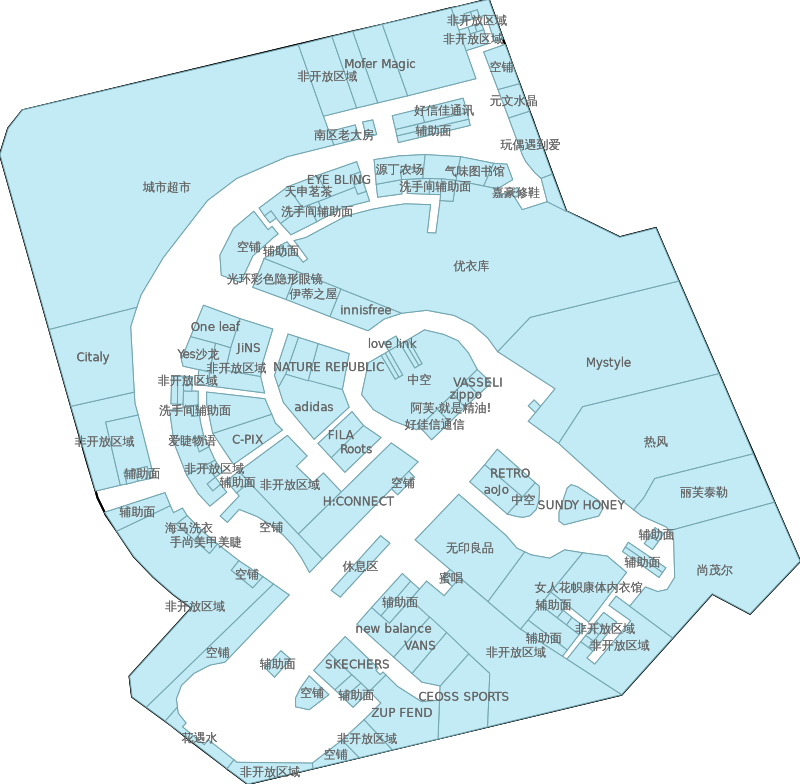 非开放区域
非开放区域
Mofer Magic
空铺
非开放区域
元文水晶
好信佳通讯
南区老大房
辅助面
玩偶遇到爱
源丁农场
气味图书馆
EYE BLING
城市超市
天申茗茶
洗手间辅助面
嘉豪修鞋
洗手间辅助面
空铺
辅助面
优衣库
光环彩色隐形眼镜
伊蒂之屋
innisfree
One leaf
love link
JiNS
Yes沙龙
Citaly
Mystyle
非开放区域
NATURE REPUBLIC
非开放区域
中空
VASSELI
zippo
洗手间辅助面
adidas
阿芙·就是精油!
好佳信通信
FILA
爱睫物语
C-PIX
非开放区域
热风
Roots
非开放区域
辅助面
辅助面
非开放区域
空铺
RETRO
aoJo
丽芙泰勒
H:CONNECT
中空
SUNDY HONEY
辅助面
海马洗衣
空铺
手尚美甲美睫
辅助面
无印良品
辅助面
休息区
空铺
蜜唱
尚茂尔
女人花帜康体内衣馆
非开放区域
辅助面
辅助面
new balance
非开放区域
辅助面
VANS
非开放区域
空铺
非开放区域
辅助面
SKECHERS
空铺
辅助面
CEOSS SPORTS
ZUP FEND
花遇水
非开放区域
空铺
非开放区域